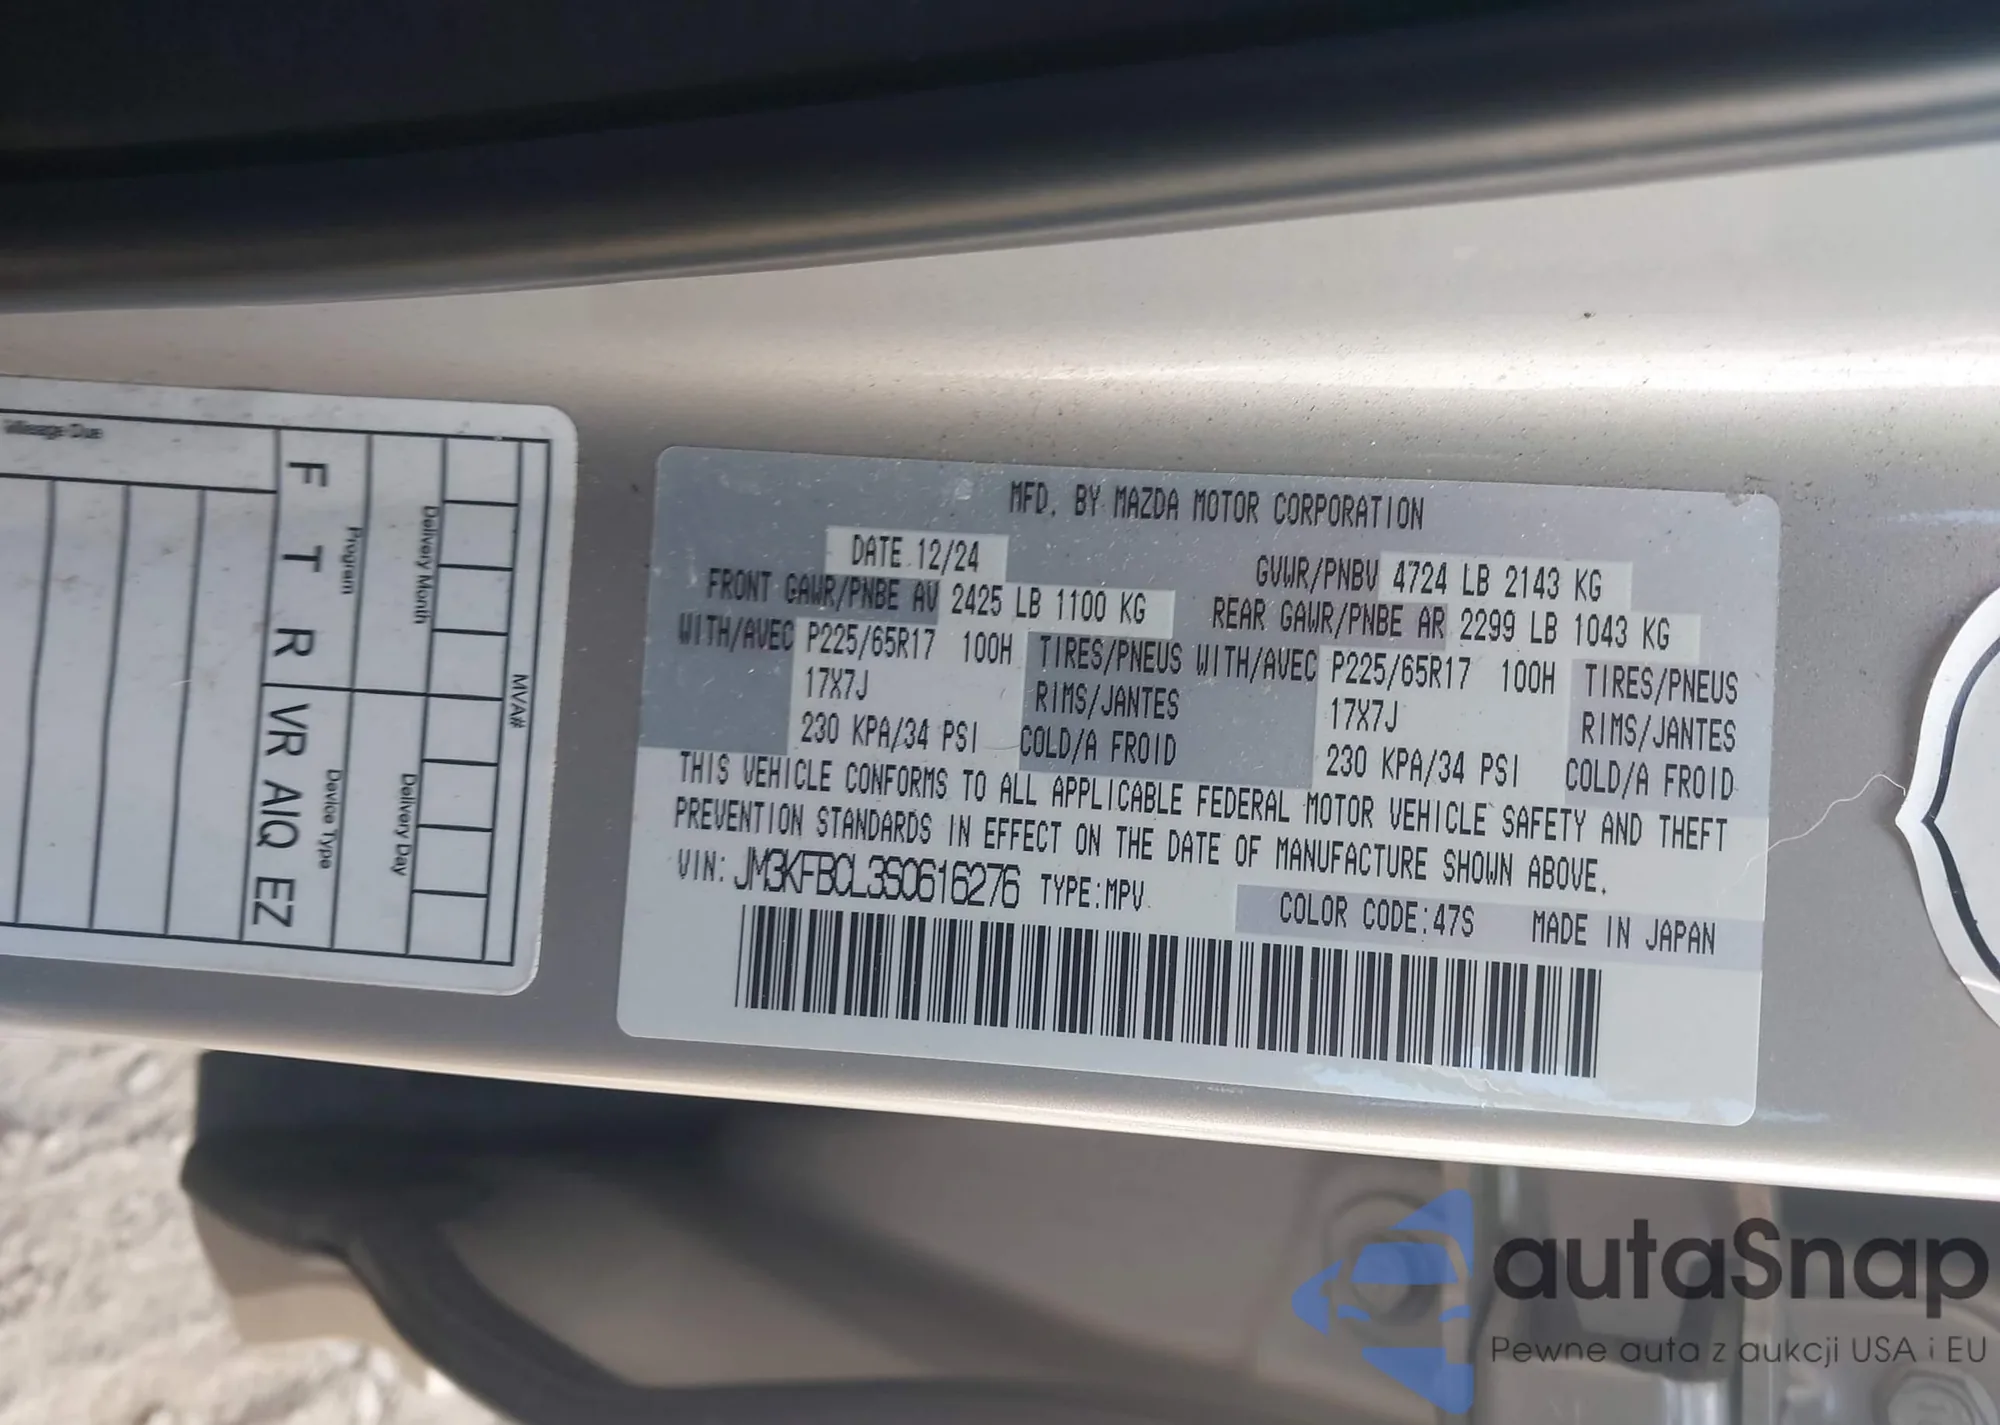 Mileage Due
F T R
VR AIQ EZ
Program
Device Type
Delivery Month
Delivery Day
MVA#
MFD. BY MAZDA MOTOR CORPORATION
DATE 12/24 GVWR/PNBV 4724 LB 2143 KG
FRONT GAWR/PNBE AV 2425 LB 1100 KG REAR GAWR/PNBE AR 2299 LB 1043 KG
WITH/AVEC P225/65R17 100H TIRES/PNEUS WITH/AVEC P225/65R17 100H TIRES/PNEUS
17X7J RIMS/JANTES 17X7J RIMS/JANTES
230 KPA/34 PSI COLD/A FROID 230 KPA/34 PSI COLD/A FROID
THIS VEHICLE CONFORMS TO ALL APPLICABLE FEDERAL MOTOR VEHICLE SAFETY AND THEFT
PREVENTION STANDARDS IN EFFECT ON THE DATE OF MANUFACTURE SHOWN ABOVE.
VIN: JM3KFBCL3S0616276 TYPE:MPV COLOR CODE:47S MADE IN JAPAN
autaSnap
Pewne auta z aukcji USA i EU